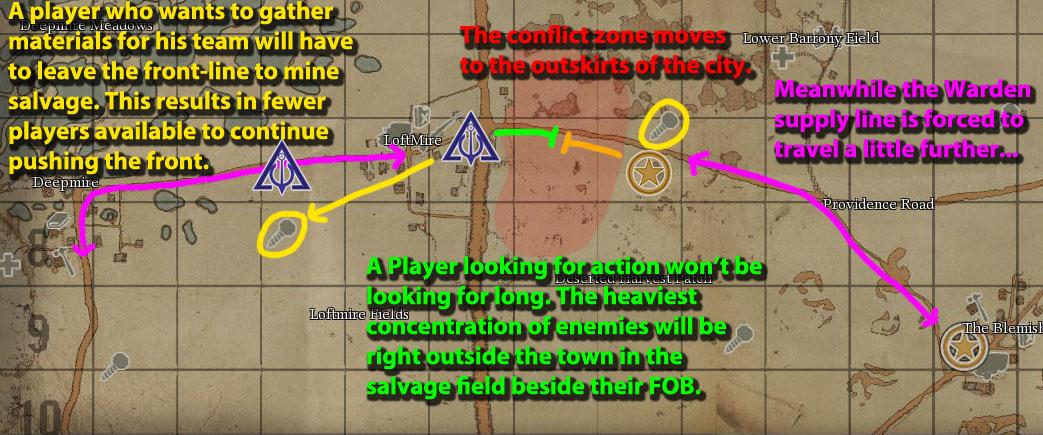 A player who wants to gather
materials for his team will have
to leave the front-line to mine
salvage. This results in fewer
players available to continue
pushing the front.
Deepmire Meadows
The conflict zone moves
to the outskirts of the city.
Lower Barrony Field
Meanwhile the Warden
supply line is forced to
travel a little further...
LoftMire
Deepmire
Providence Road
8
A Player looking for action won't be
looking for long. The heaviest
concentration of enemies will be
right outside the town in the
salvage field beside their FOB.
Deserted Harvest Patch
Loftmire Fields
9
The Blemish
10